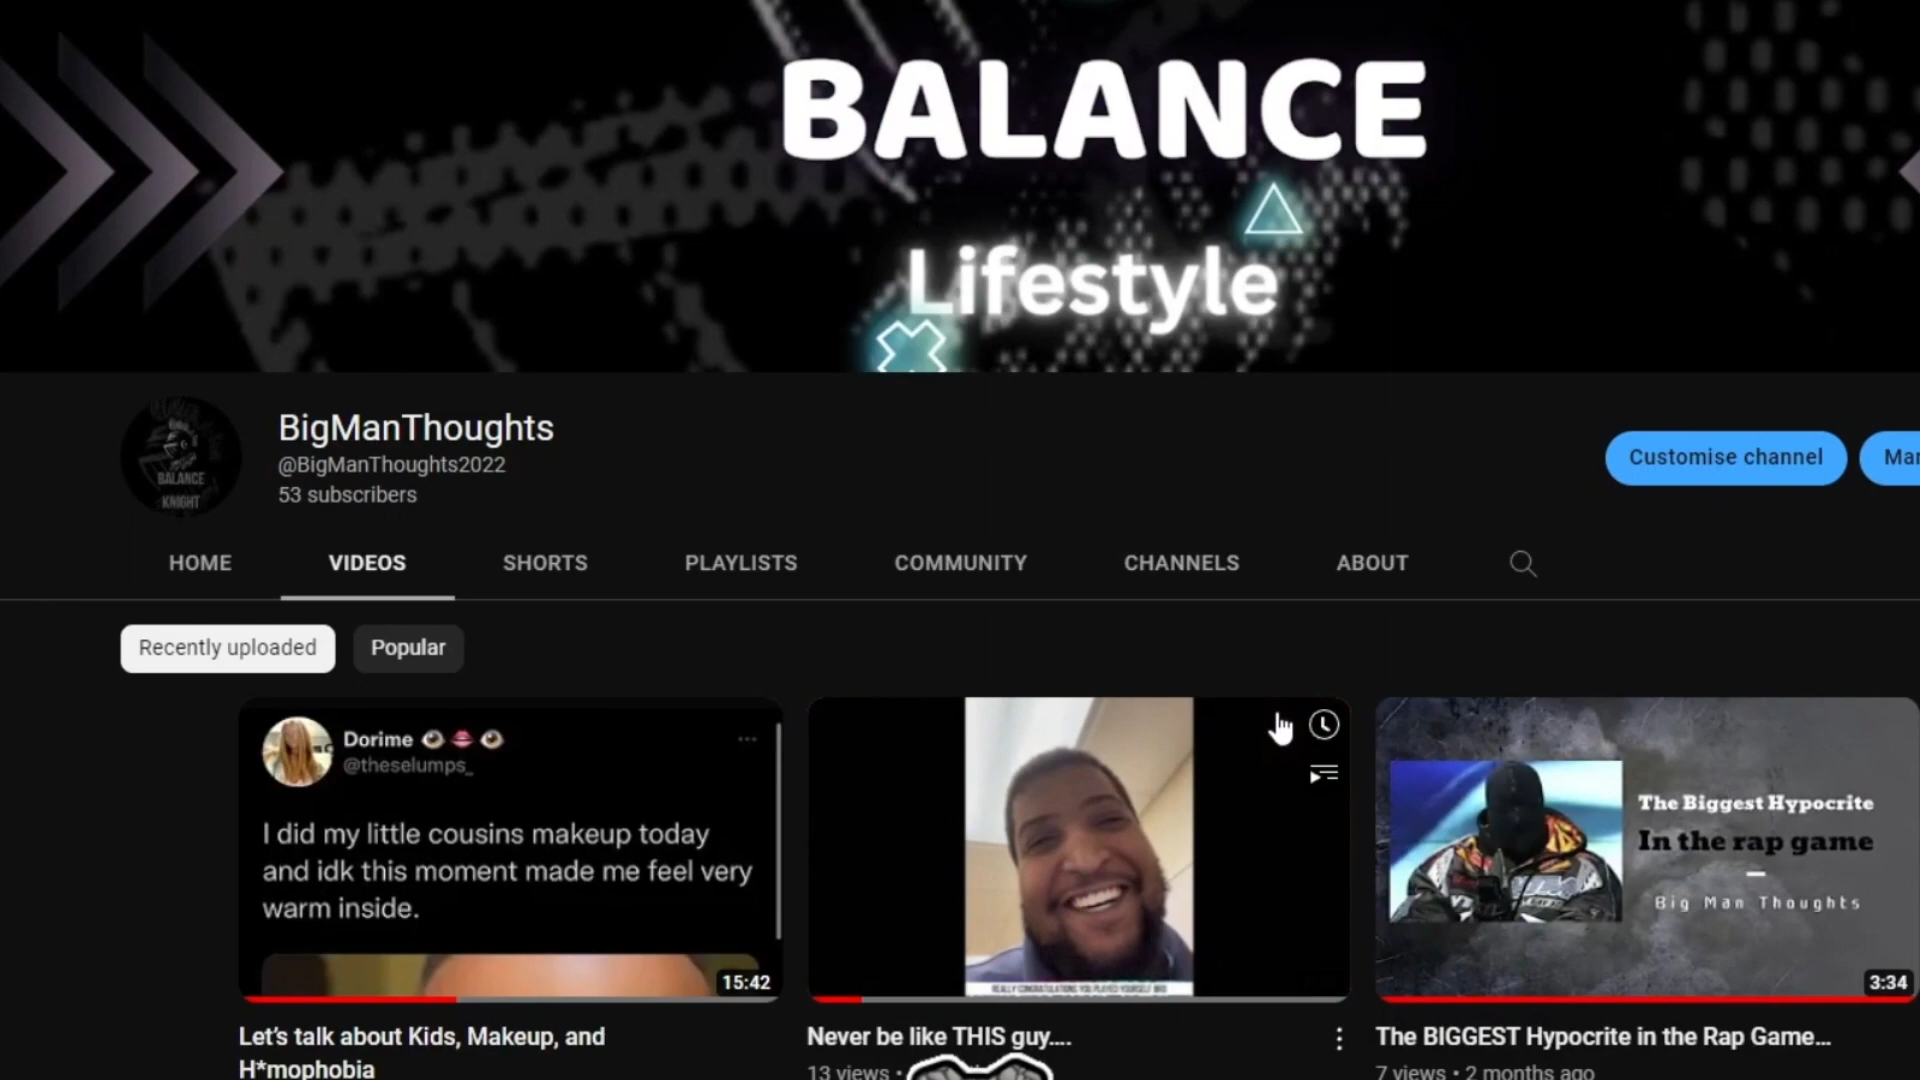 BALANCE
Lifestyle
BALANCE
KNIGHT
BigManThoughts
@BigManThoughts2022
53 subscribers
Customise channel
HOME
VIDEOS
SHORTS
PLAYLISTS
COMMUNITY
CHANNELS
ABOUT
Recently uploaded
Popular
Dorime
@theselumps_
I did my little cousins makeup today
and idk this moment made me feel very
warm inside.
15:42
REALLY CONGRATULATIONS YOU PLAYED YOURSELF BRO
The Biggest Hypocrite
In the rap game
Big Man Thoughts
3:34
Let's talk about Kids, Makeup, and
H*mophobia
Never be like THIS guy....
13 views •
The BIGGEST Hypocrite in the Rap Game...
7 views • 2 months ago